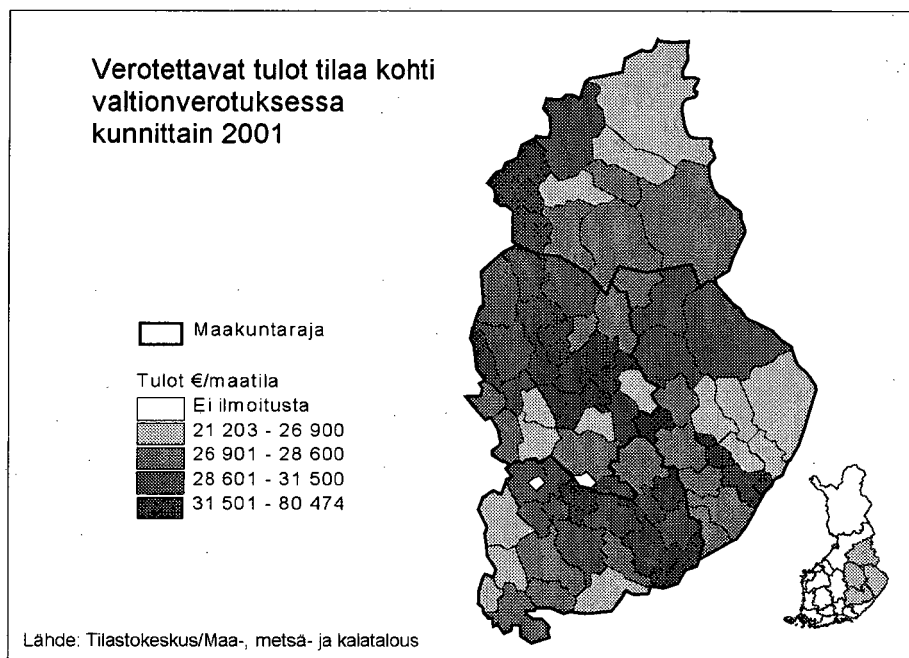 Verotettavat tulot tilaa kohti
valtionverotuksessa
kunnittain 2001
Maakuntaraja
Tulot €/maatila
Ei ilmoitusta
21 203 - 26 900
26 901 - 28 600
28 601 - 31 500
31 501 - 80 474
Lähde: Tilastokeskus/Maa-, metsä- ja kalatalous